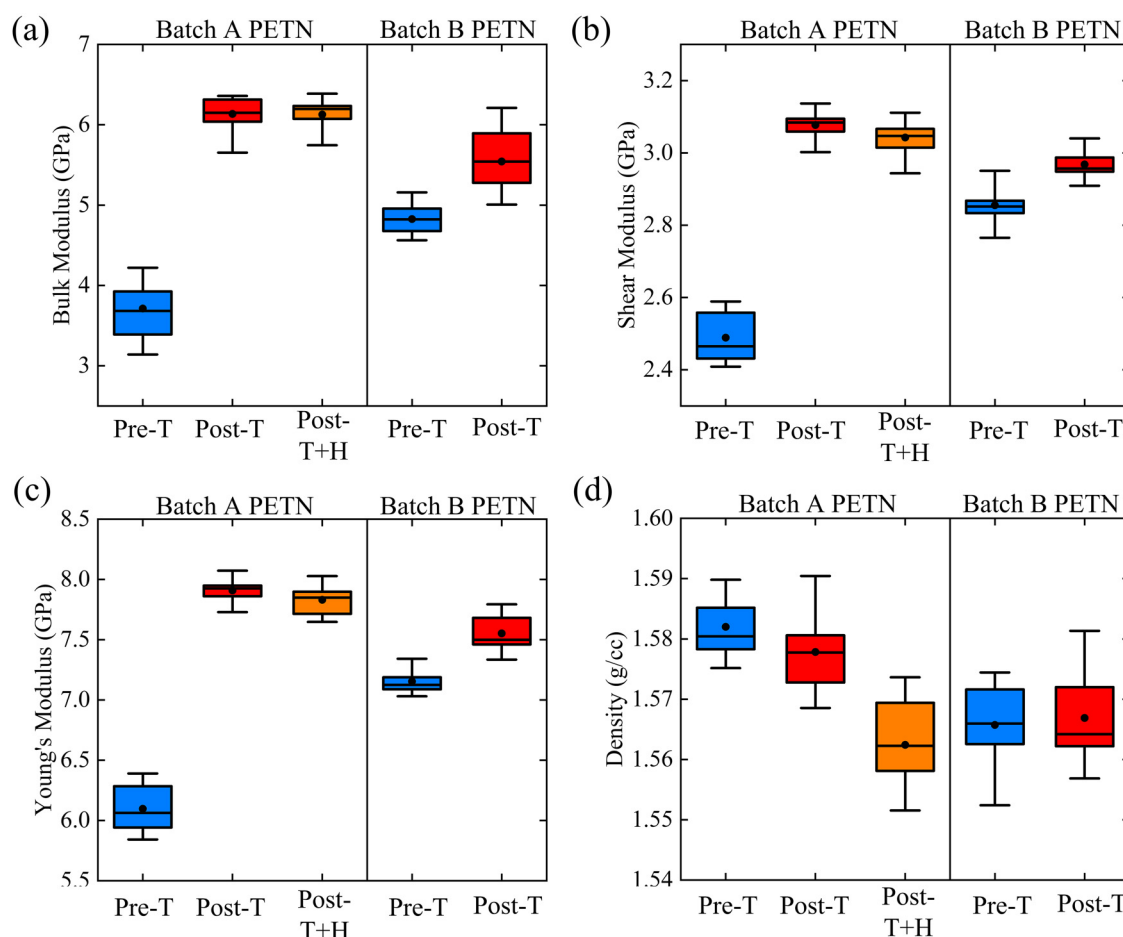 (a)
Batch A PETN
Batch B PETN
Bulk Modulus (GPa)
7
6
5
4
3
Pre-T
Post-T
Post-
T+H
Pre-T
Post-T
(b)
Batch A PETN
Batch B PETN
Shear Modulus (GPa)
3.2
3.0
2.8
2.6
2.4
Pre-T
Post-T
Post-
T+H
Pre-T
Post-T
(c)
Batch A PETN
Batch B PETN
Young's Modulus (GPa)
8.5
8.0
7.5
7.0
6.5
6.0
5.5
Pre-T
Post-T
Post-
T+H
Pre-T
Post-T
(d)
Batch A PETN
Batch B PETN
Density (g/cc)
1.60
1.59
1.58
1.57
1.56
1.55
1.54
Pre-T
Post-T
Post-
T+H
Pre-T
Post-T